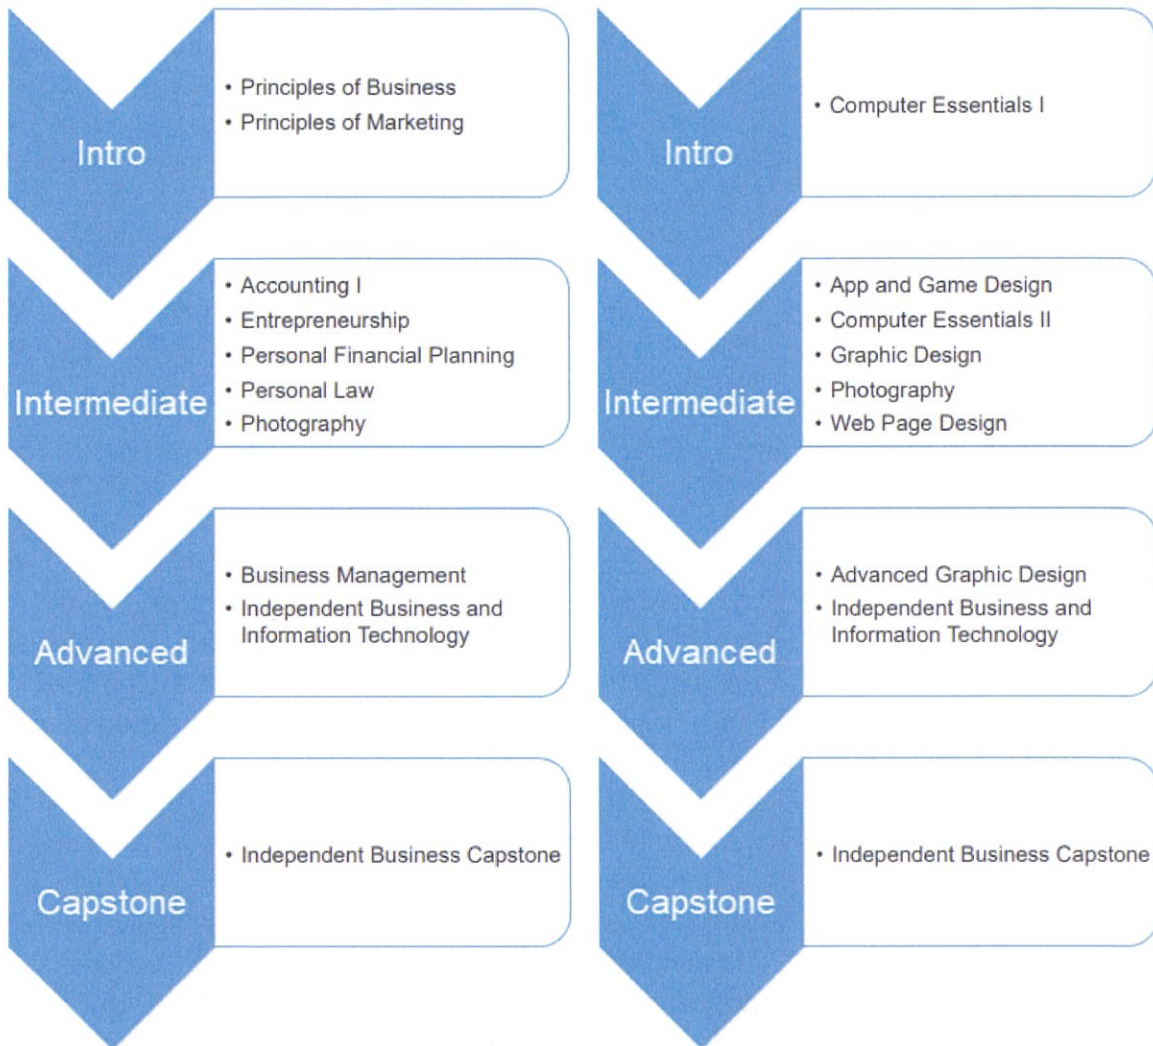 Intro
• Principles of Business
• Principles of Marketing
Intermediate
• Accounting I
• Entrepreneurship
• Personal Financial Planning
• Personal Law
• Photography
Advanced
• Business Management
• Independent Business and
Information Technology
Capstone
• Independent Business Capstone
Intro
• Computer Essentials I
Intermediate
• App and Game Design
• Computer Essentials II
• Graphic Design
• Photography
• Web Page Design
Advanced
• Advanced Graphic Design
• Independent Business and
Information Technology
Capstone
• Independent Business Capstone